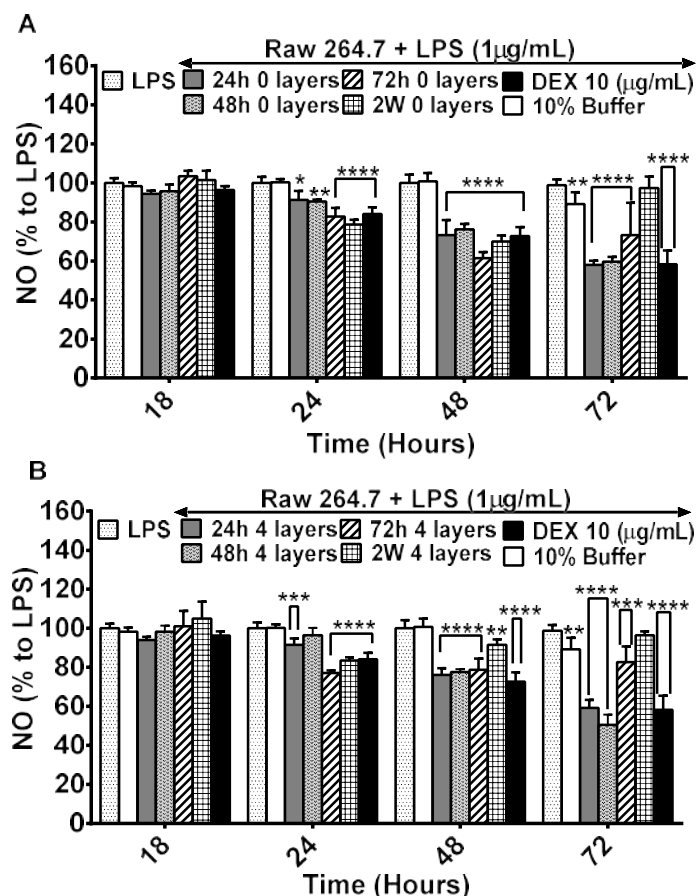 A
Raw 264.7 + LPS (1µg/mL)
LPS 24h 0 layers 72h 0 layers DEX 10 (µg/mL)
48h 0 layers 2W 0 layers 10% Buffer
NO (% to LPS)
160
140
120
100
80
60
40
20
0
* ** **** **** ** **** ****
18 24 48 72
Time (Hours)
B
Raw 264.7 + LPS (1µg/mL)
LPS 24h 4 layers 72h 4 layers DEX 10 (µg/mL)
48h 4 layers 2W 4 layers 10% Buffer
NO (% to LPS)
160
140
120
100
80
60
40
20
0
*** **** **** ** **** ** **** *** ****
18 24 48 72
Time (Hours)